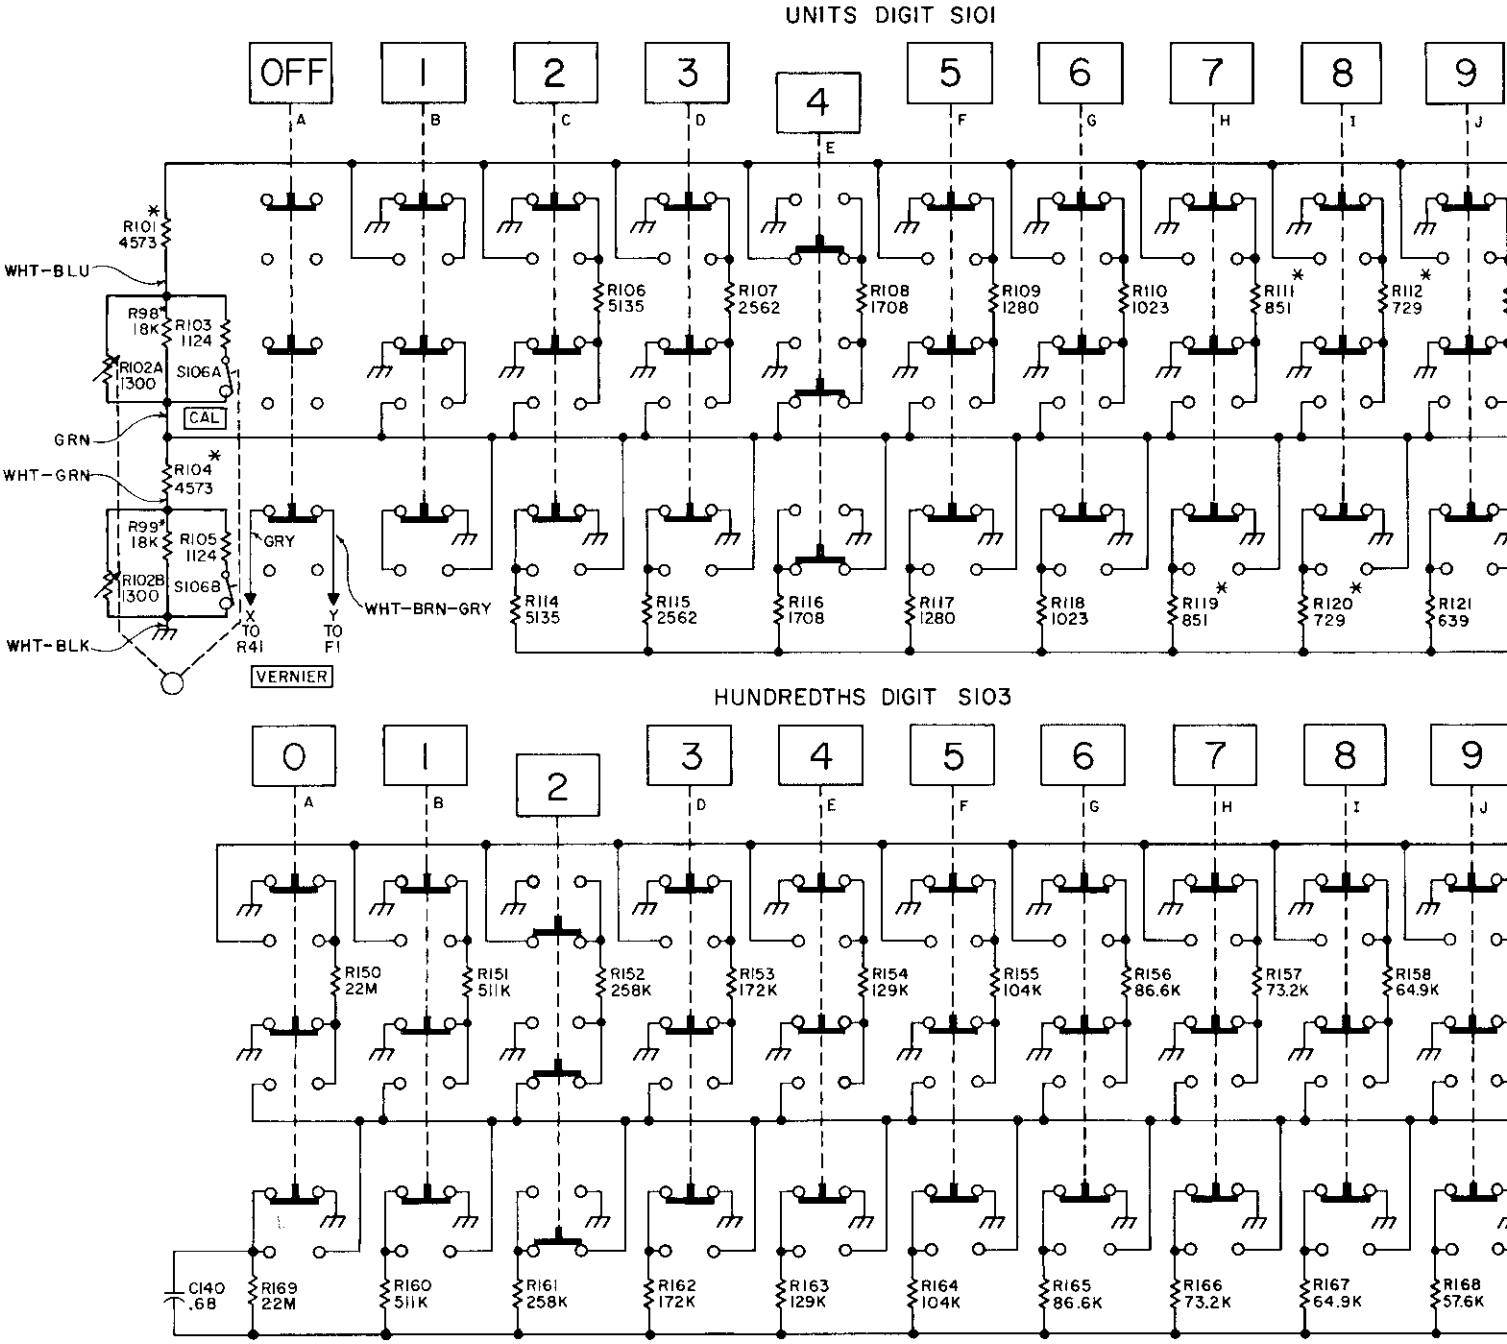 UNITS DIGIT S101
OFF 1 2 3 4 5 6 7 8 9
A B C D E F G H I J
*
R101
4573
WHT-BLU
R98*
18K
R103
1124
R102A
1300
S106A
CAL
GRN
WHT-GRN
R104 *
4573
R99*
18K
R105
1124
R102B
1300
S106B
WHT-BLK
GRY
X
TO
R41
Y
TO
F1
WHT-BRN-GRY
VERNIER
R106
5135
R107
2562
R108
1708
R109
1280
R110
1023
*
R111
851
*
R112
729
R114
5135
R115
2562
R116
1708
R117
1280
R118
1023
*
R119
851
*
R120
729
R121
639
HUNDREDTHS DIGIT S103
0 1 2 3 4 5 6 7 8 9
A B D E F G H I J
R150
22M
R151
511K
R152
258K
R153
172K
R154
129K
R155
104K
R156
86.6K
R157
73.2K
R158
64.9K
C140
.68
R169
22M
R160
511K
R161
258K
R162
172K
R163
129K
R164
104K
R165
86.6K
R166
73.2K
R167
64.9K
R168
57.6K